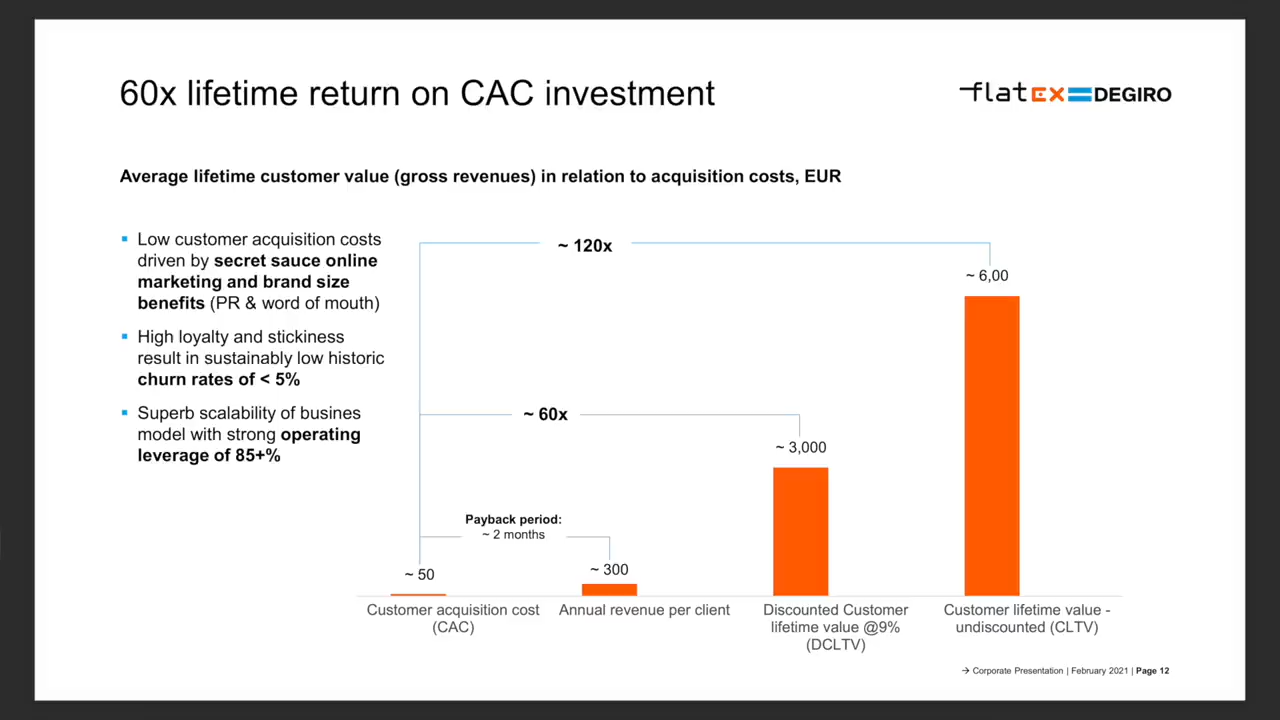 60x lifetime return on CAC investment
flatEX=DEGIRO
Average lifetime customer value (gross revenues) in relation to acquisition costs, EUR
▪ Low customer acquisition costs
driven by secret sauce online
marketing and brand size
benefits (PR & word of mouth)
▪ High loyalty and stickiness
result in sustainably low historic
churn rates of < 5%
▪ Superb scalability of busines
model with strong operating
leverage of 85+%
~ 120x
~ 6,00
~ 60x
~ 3,000
Payback period:
~ 2 months
~ 50
~ 300
Customer acquisition cost
(CAC)
Annual revenue per client
Discounted Customer
lifetime value @9%
(DCLTV)
Customer lifetime value -
undiscounted (CLTV)
→ Corporate Presentation | February 2021 | Page 12